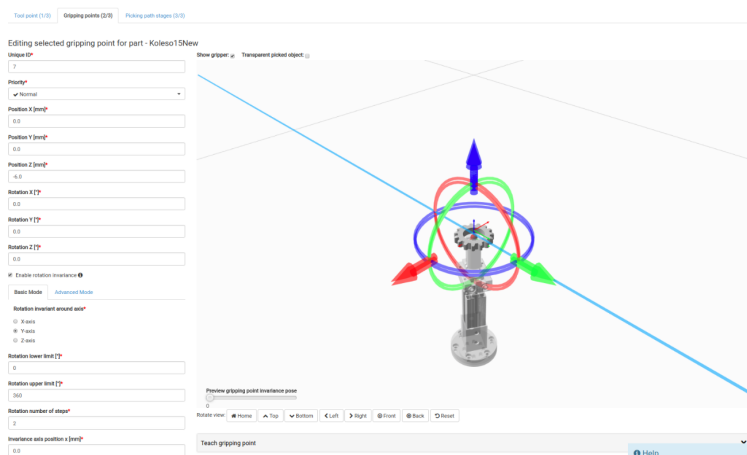 Tool point (1/3) Gripping points (2/3) Picking path stages (3/3)
Editing selected gripping point for part - Koleso15New
Unique ID*
7
Priority*
✔ Normal
Position X [mm]*
0.0
Position Y [mm]*
0.0
Position Z [mm]*
-6.0
Rotation X [°]*
0.0
Rotation Y [°]*
0.0
Rotation Z [°]*
0.0
Enable rotation invariance
Basic Mode Advanced Mode
Rotation invariant around axis*
X-axis
Y-axis
Z-axis
Rotation lower limit [°]*
0
Rotation upper limit [°]*
360
Rotation number of steps*
2
Invariance axis position x [mm]*
0.0
Show gripper: Transparent picked object:
Preview gripping point invariance pose
0
Rotate view: Home Top Bottom Left Right Front Back Reset
Teach gripping point
Help